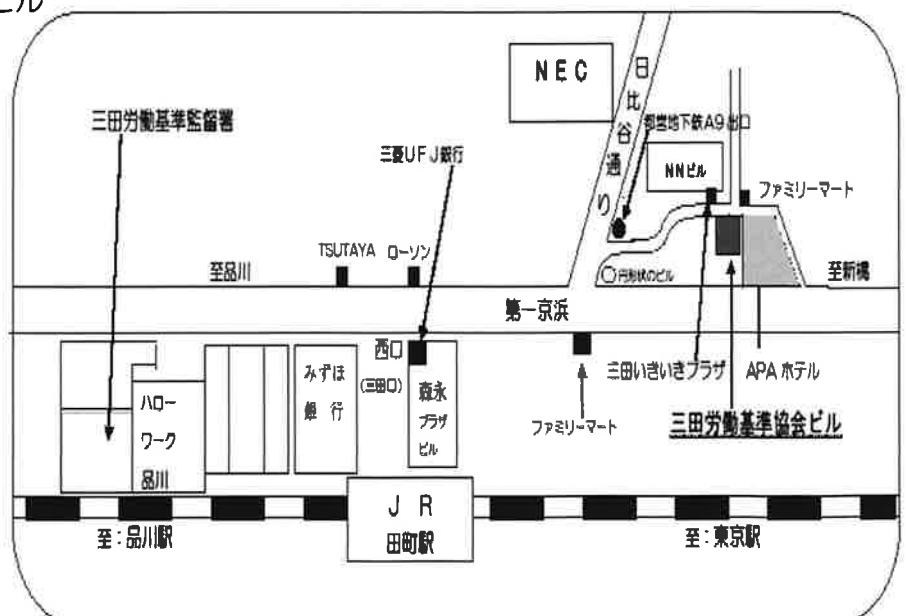 ビル
NEC
日比谷通り
三田労働基準監督署
都営地下鉄A9出口
三菱UFJ銀行
NNビル
ファミリーマート
TSUTAYA ローソン
至品川
円形状のビル
至新橋
第一京浜
西口
(三田口)
みずほ
銀行
森永
プラザ
ビル
ハロー
ワーク
品川
ファミリーマート
三田いきいきプラザ
APAホテル
三田労働基準協会ビル
JR
田町駅
至:品川駅
至:東京駅